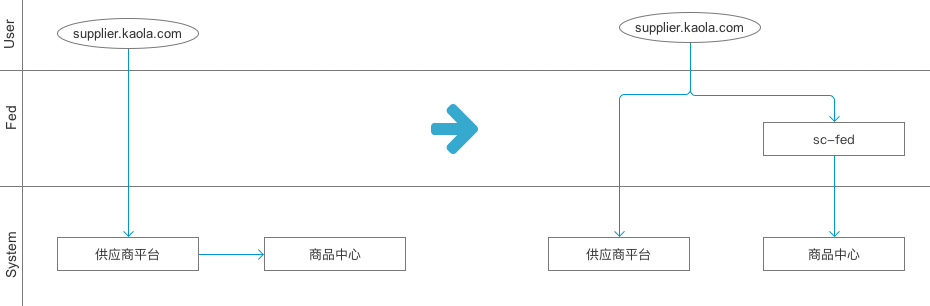 User
supplier.kaola.com
supplier.kaola.com
Fed
sc-fed
System
供应商平台
商品中心
供应商平台
商品中心